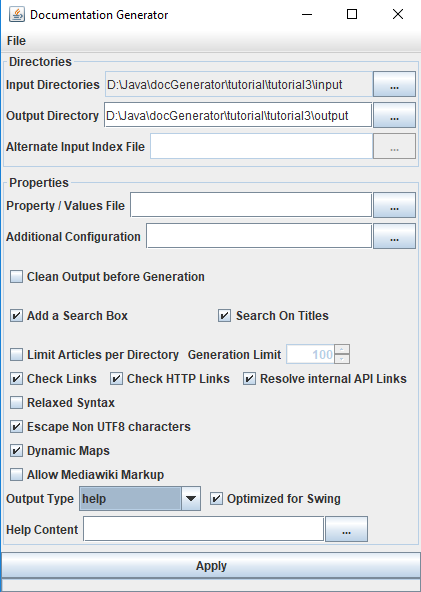 Documentation Generator
File
Directories
Input Directories D:\Java\docGenerator\tutorial\tutorial3\input ...
Output Directory D:\Java\docGenerator\tutorial\tutorial3\output ...
Alternate Input Index File ...
Properties
Property / Values File ...
Additional Configuration ...
Clean Output before Generation
Add a Search Box Search On Titles
Limit Articles per Directory Generation Limit 100
Check Links Check HTTP Links Resolve internal API Links
Relaxed Syntax
Escape Non UTF8 characters
Dynamic Maps
Allow Mediawiki Markup
Output Type help Optimized for Swing
Help Content ...
Apply